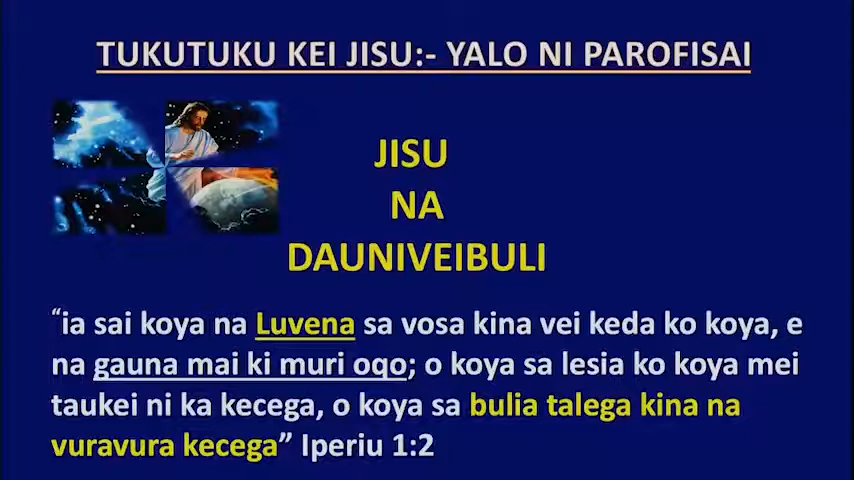 TUKUTUKU KEI JISU:- YALO NI PAROFISAI
JISU
NA
DAUNIVEIBULI
“ia sai koya na Luvena sa vosa kina vei keda ko koya, e
na gauna mai ki muri oqo; o koya sa lesia ko koya mei
taukei ni ka kecega, o koya sa bulia talega kina na
vuravura kecega” Iperiu 1:2